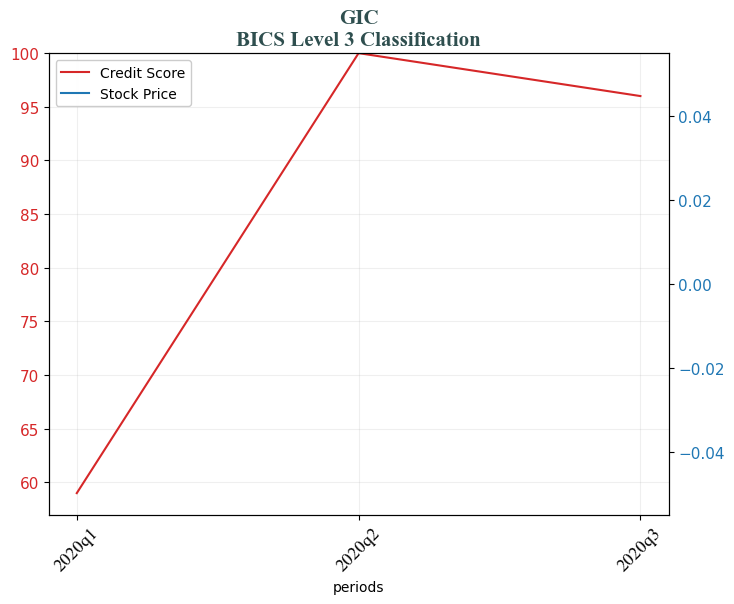 GIC
BICS Level 3 Classification
Credit Score
Stock Price
100
95
90
85
80
75
70
65
60
0.04
0.02
0.00
−0.02
−0.04
2020q1
2020q2
2020q3
periods